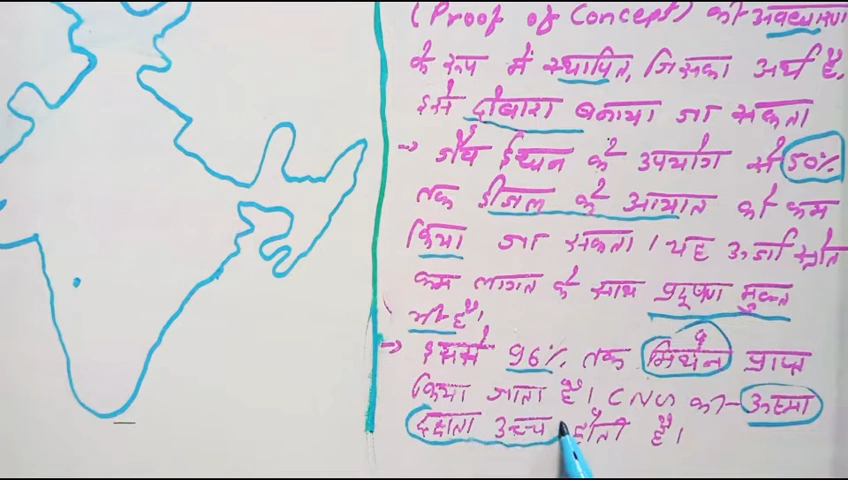 (Proof of Concept) की अवधारणा
के रूप में स्थापित, जिसका अर्थ है,
इसे दोबारा बनाया जा सकता
→ जैव ईंधन के उपयोग से 50%
तक डीजल के आयात को कम
किया जा सकता। यह ऊर्जा स्रोत
कम लागत के साथ प्रदूषण मुक्त
भी है।
→ इससे 96% तक मिथेन प्राप्त
किया जाता है। CNG की ऊष्मा
दक्षता उच्च होती है।